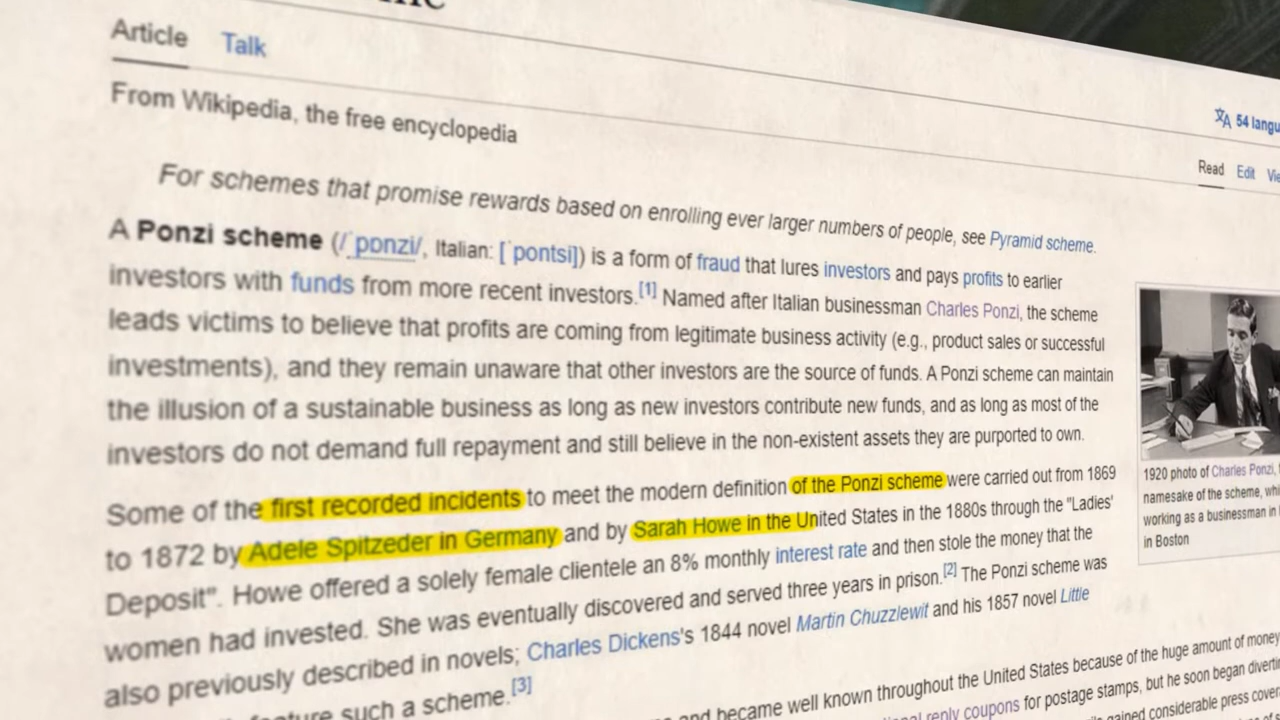 Article Talk
From Wikipedia, the free encyclopedia
文A 54
Read Edit
For schemes that promise rewards based on enrolling ever larger numbers of people, see Pyramid scheme.
A Ponzi scheme (/ˈpɒnzi/, Italian: [ˈpontsi]) is a form of fraud that lures investors and pays profits to earlier
investors with funds from more recent investors.[1] Named after Italian businessman Charles Ponzi, the scheme
leads victims to believe that profits are coming from legitimate business activity (e.g., product sales or successful
investments), and they remain unaware that other investors are the source of funds. A Ponzi scheme can maintain
the illusion of a sustainable business as long as new investors contribute new funds, and as long as most of the
investors do not demand full repayment and still believe in the non-existent assets they are purported to own.
Some of the first recorded incidents to meet the modern definition of the Ponzi scheme were carried out from 1869
to 1872 by Adele Spitzeder in Germany and by Sarah Howe in the United States in the 1880s through the "Ladies'
Deposit". Howe offered a solely female clientele an 8% monthly interest rate and then stole the money that the
women had invested. She was eventually discovered and served three years in prison.[2] The Ponzi scheme was
also previously described in novels; Charles Dickens's 1844 novel Martin Chuzzlewit and his 1857 novel Little
such a scheme.[3]
and became well known throughout the United States because of the huge amount of money
reply coupons for postage stamps, but he soon began
gained considerable press
1920 photo of Charles Ponzi,
namesake of the scheme,
working as a businessman in
in Boston